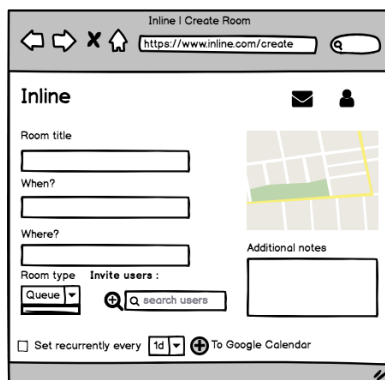 Inline | Create Room
https://www.inline.com/create
Inline
Room title
When?
Where?
Room type Invite users :
Queue
search users
Additional notes
Set recurrently every 1d To Google Calendar